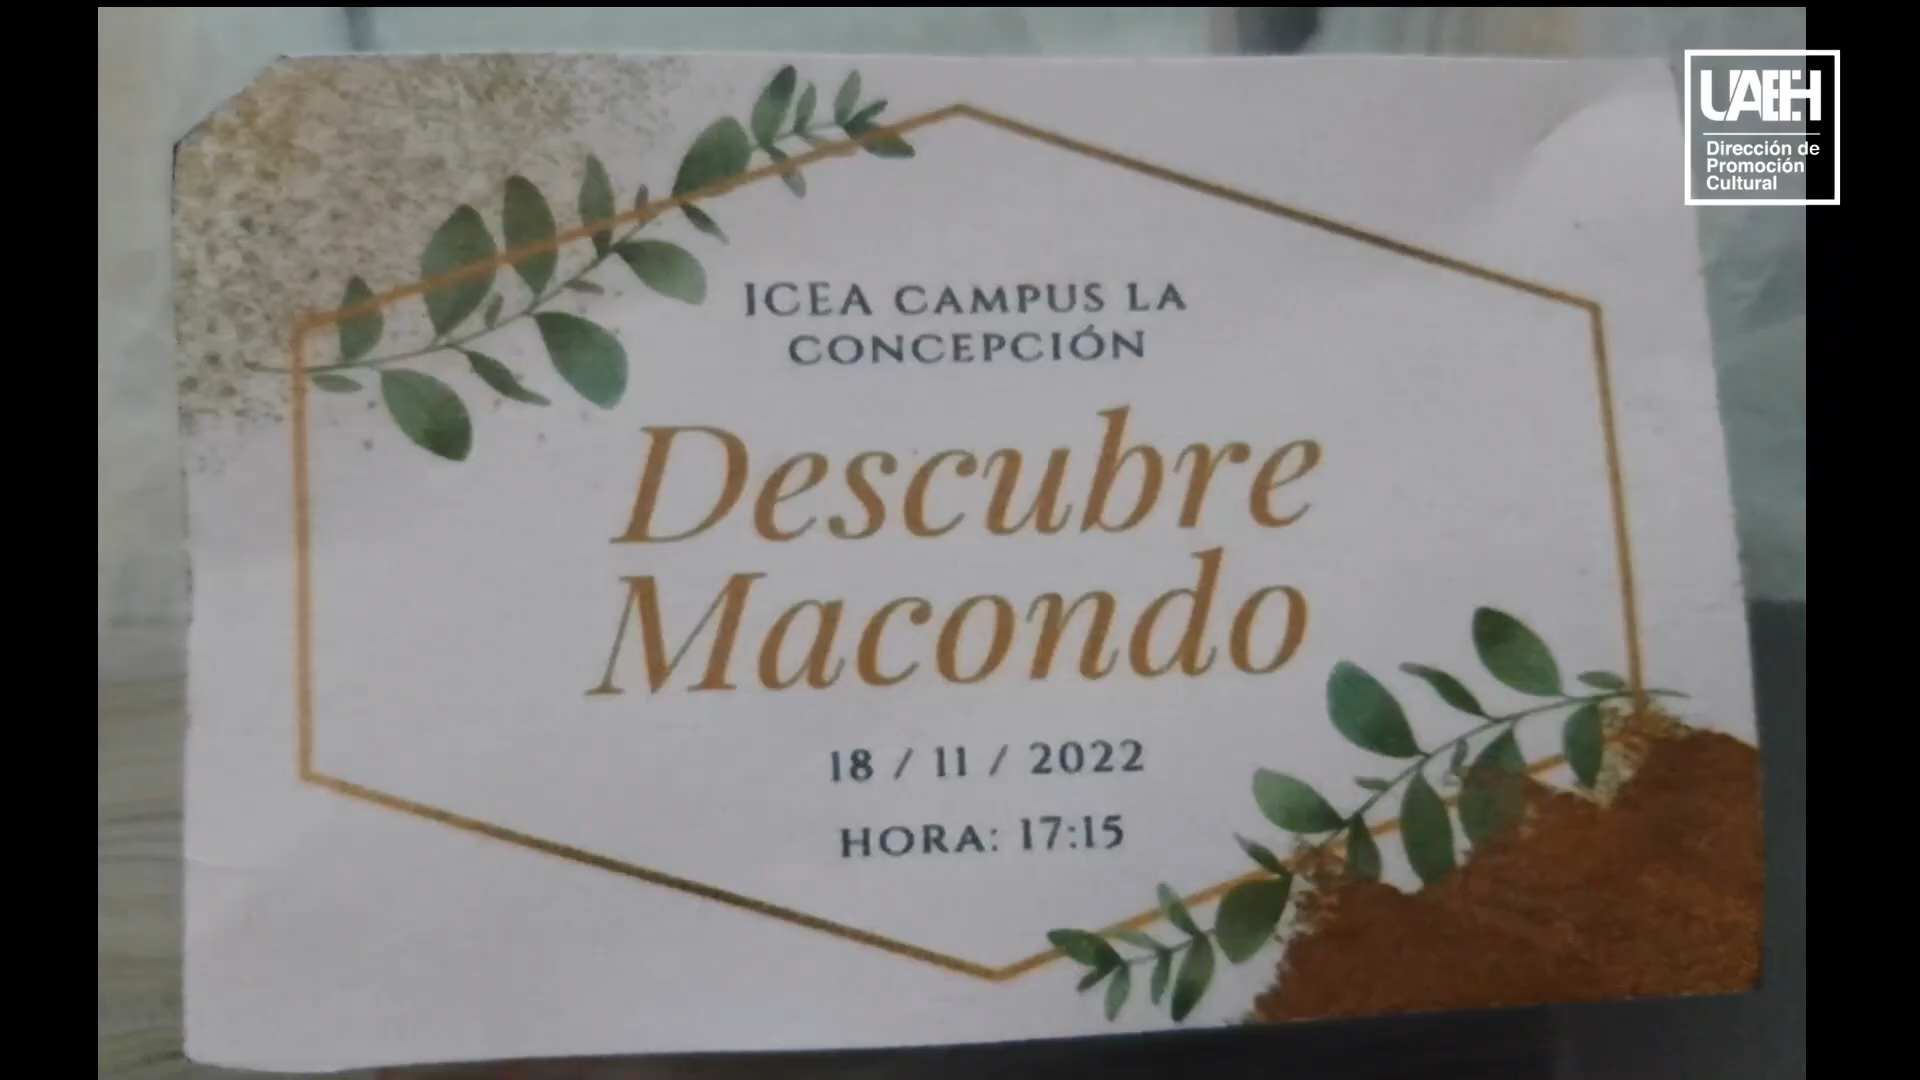 UAEH
Dirección de
Promoción
Cultural
ICEA CAMPUS LA
CONCEPCIÓN
Descubre
Macondo
18 / 11 / 2022
HORA: 17:15